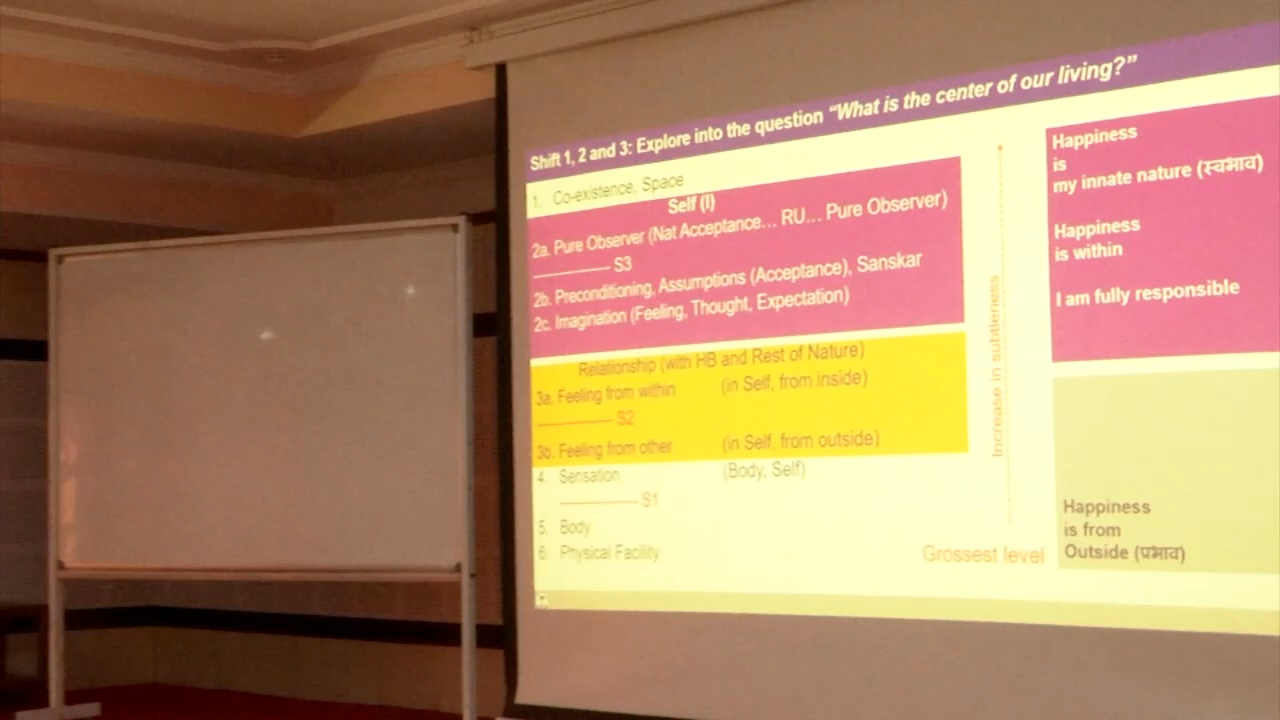 Shift 1, 2 and 3: Explore into the question “What is the center of our living?”
1. Co-existence, Space
Self (I)
2a. Pure Observer (Nat Acceptance... RU... Pure Observer)
S3
2b. Preconditioning, Assumptions (Acceptance), Sanskar
2c. Imagination (Feeling, Thought, Expectation)
Relationship (with HB and Rest of Nature)
3a. Feeling from within (in Self, from inside)
S2
3b. Feeling from other (in Self, from outside)
4. Sensation (Body, Self)
S1
5. Body
6. Physical Facility
Increase in subtleness
Grossest level
Happiness
is
my innate nature (स्वभाव)
Happiness
is within
I am fully responsible
Happiness
is from
Outside (प्रभाव)